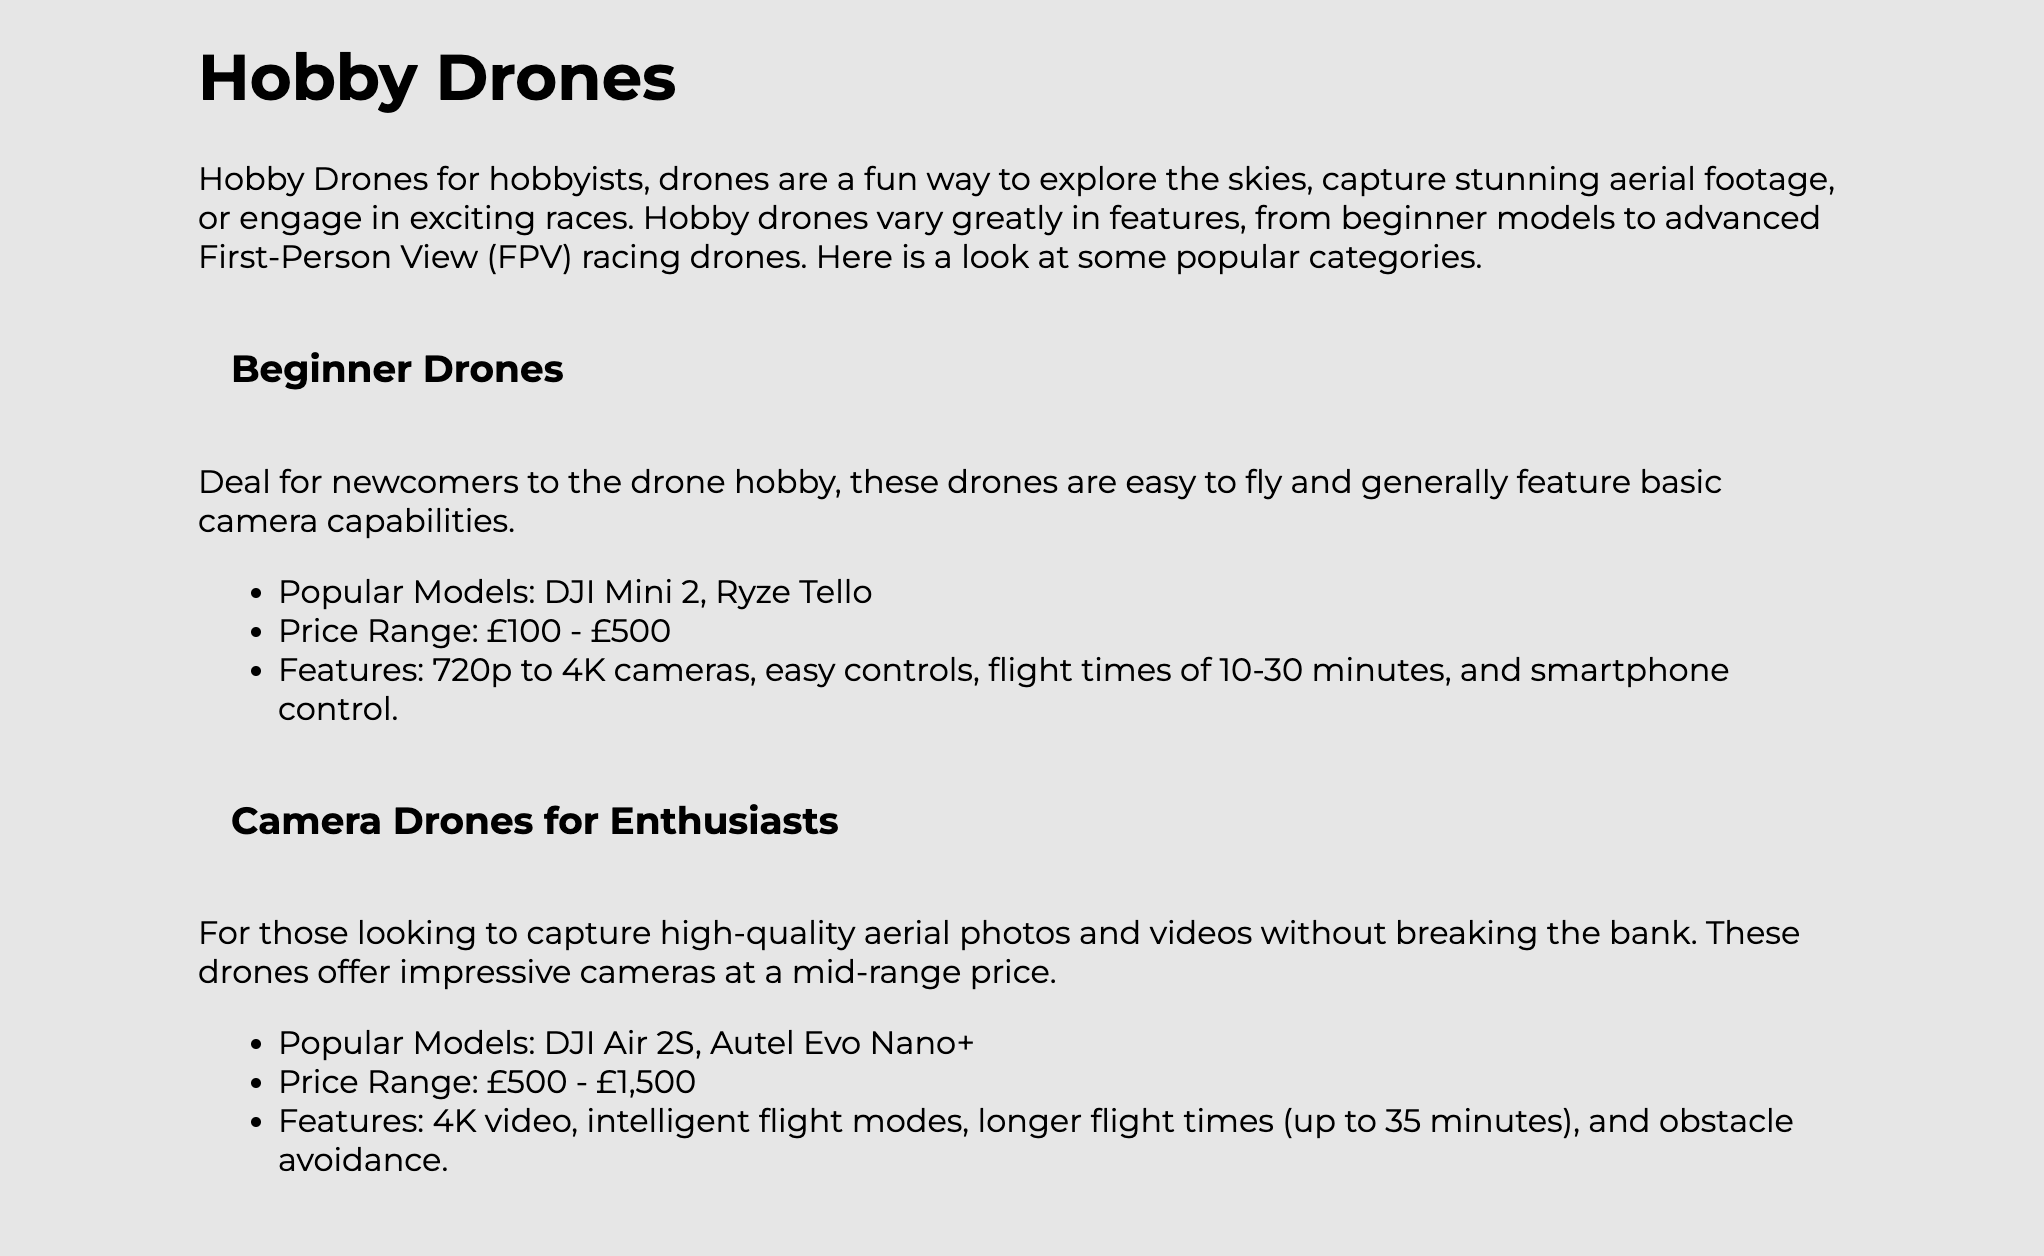 Hobby Drones
Hobby Drones for hobbyists, drones are a fun way to explore the skies, capture stunning aerial footage,
or engage in exciting races. Hobby drones vary greatly in features, from beginner models to advanced
First-Person View (FPV) racing drones. Here is a look at some popular categories.
Beginner Drones
Deal for newcomers to the drone hobby, these drones are easy to fly and generally feature basic
camera capabilities.
• Popular Models: DJI Mini 2, Ryze Tello
• Price Range: £100 - £500
• Features: 720p to 4K cameras, easy controls, flight times of 10-30 minutes, and smartphone
control.
Camera Drones for Enthusiasts
For those looking to capture high-quality aerial photos and videos without breaking the bank. These
drones offer impressive cameras at a mid-range price.
• Popular Models: DJI Air 2S, Autel Evo Nano+
• Price Range: £500 - £1,500
• Features: 4K video, intelligent flight modes, longer flight times (up to 35 minutes), and obstacle
avoidance.